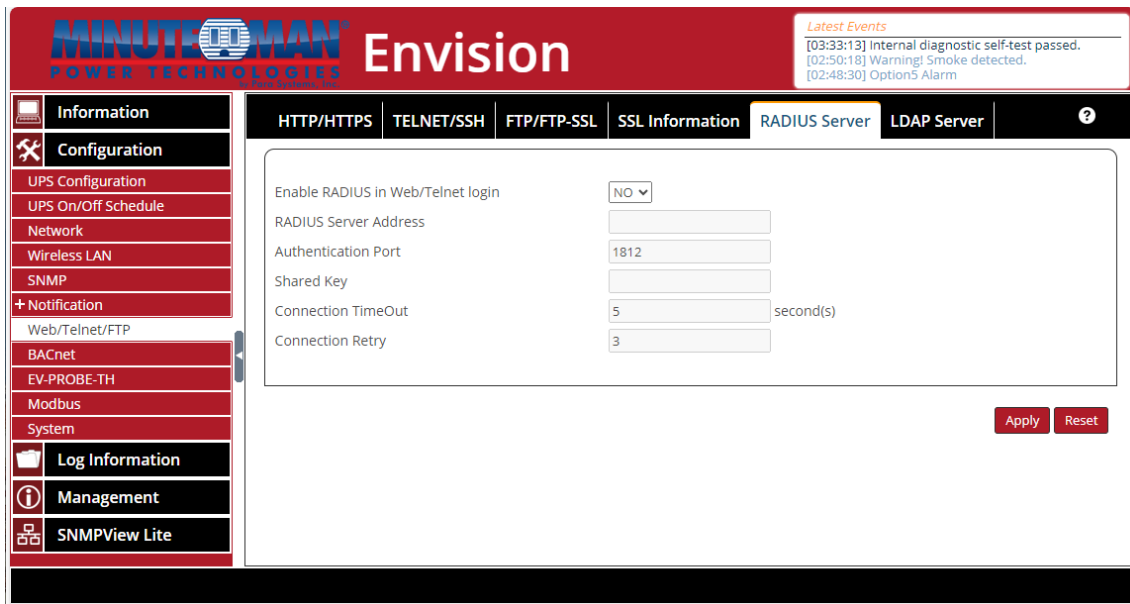 MINUTEMAN®
POWER TECHNOLOGIES
Envision
Latest Events
[03:33:13] Internal diagnostic self-test passed.
[02:50:18] Warning! Smoke detected.
[02:48:30] Option5 Alarm
Information
Configuration
UPS Configuration
UPS On/Off Schedule
Network
Wireless LAN
SNMP
+ Notification
Web/Telnet/FTP
BACnet
EV-PROBE-TH
Modbus
System
Log Information
Management
SNMPView Lite
HTTP/HTTPS TELNET/SSH FTP/FTP-SSL SSL Information RADIUS Server LDAP Server ?
Enable RADIUS in Web/Telnet login NO
RADIUS Server Address
Authentication Port 1812
Shared Key
Connection TimeOut 5 second(s)
Connection Retry 3
Apply Reset